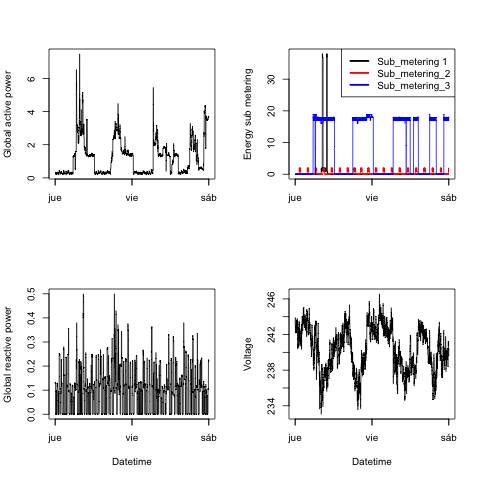 Global active power
0 2 4 6
jue vie sáb
Energy sub metering
0 10 20 30
jue vie sáb
Sub_metering 1
Sub_metering_2
Sub_metering_3
Global reactive power
0.0 0.1 0.2 0.3 0.4 0.5
jue vie sáb
Datetime
Voltage
234 238 242 246
jue vie sáb
Datetime